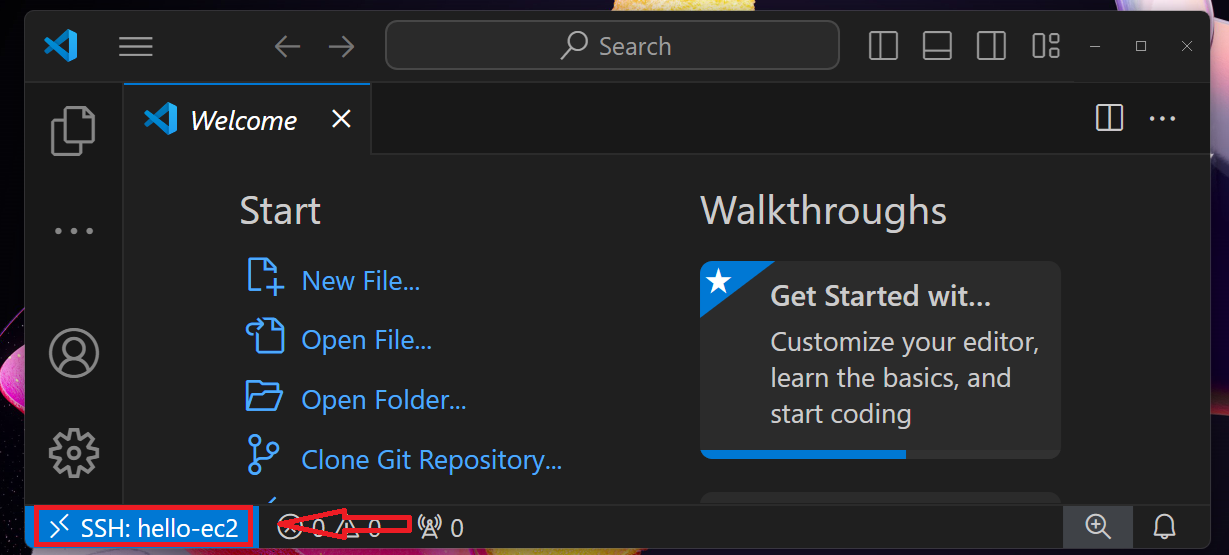 Search
Welcome
Start
Walkthroughs
New File...
Open File...
Open Folder...
Clone Git Repository...
Get Started wit...
Customize your editor,
learn the basics, and
start coding
SSH: hello-ec2
0
0
0